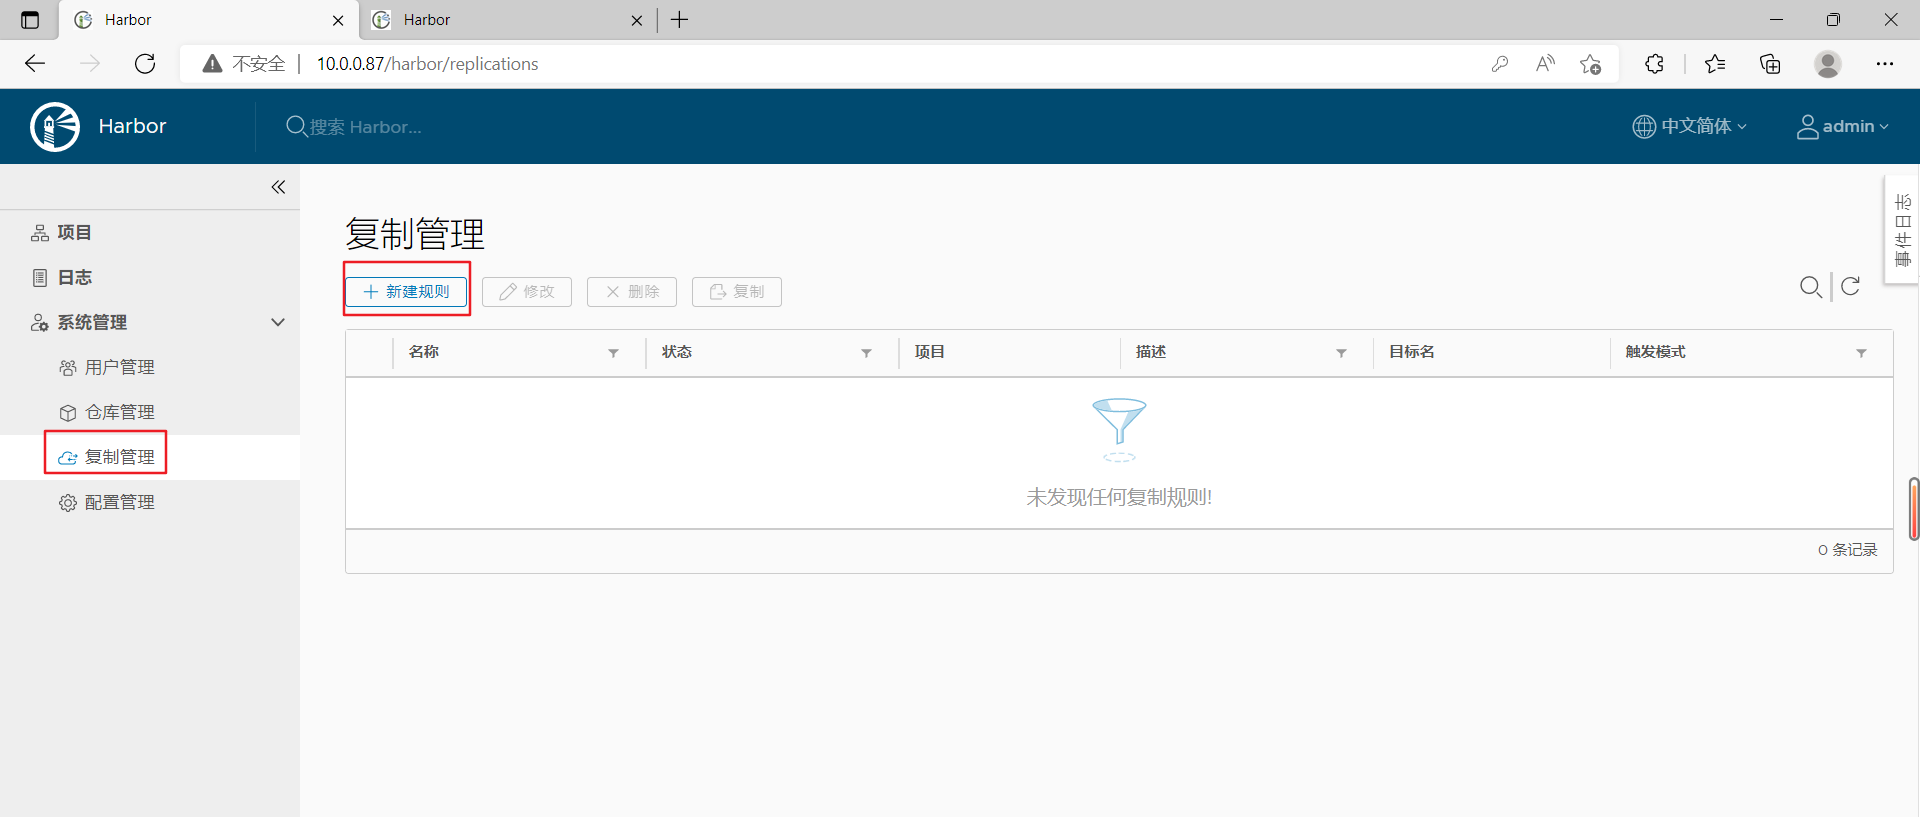 Harbor
Harbor
不安全
10.0.0.87/harbor/replications
Harbor
搜索 Harbor...
中文简体
admin
项目
日志
系统管理
用户管理
仓库管理
复制管理
配置管理
复制管理
新建规则
修改
删除
复制
事件日志
名称
状态
项目
描述
目标名
触发模式
未发现任何复制规则!
0 条记录